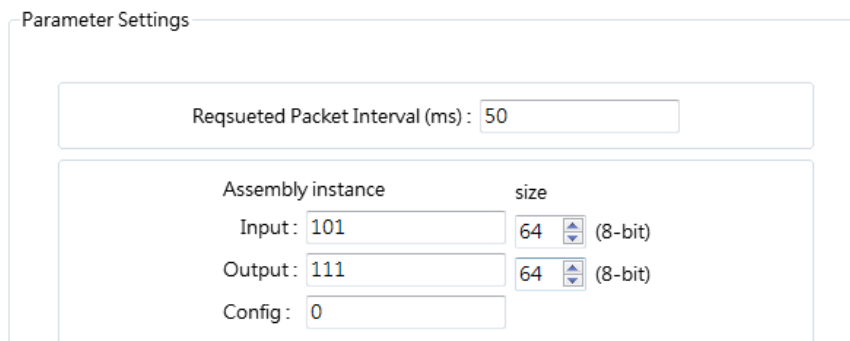 Parameter Settings
Reqsueted Packet Interval (ms) : 50
Assembly instance size
Input : 101 64 (8-bit)
Output : 111 64 (8-bit)
Config : 0